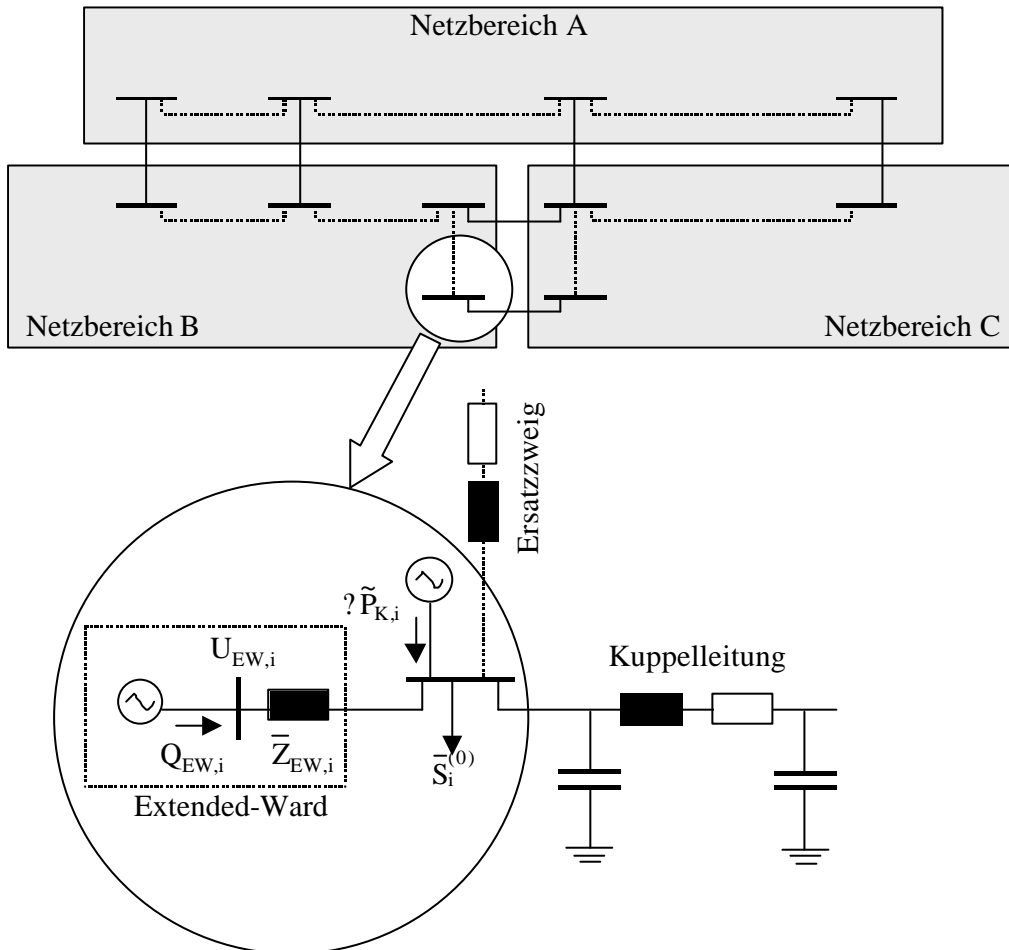 Netzbereich A
Netzbereich B
Netzbereich C
Ersatzzweig
? P̃K,i
UEW,i
Kuppelleitung
QEW,i
Z̅EW,i
S̅i(0)
Extended-Ward